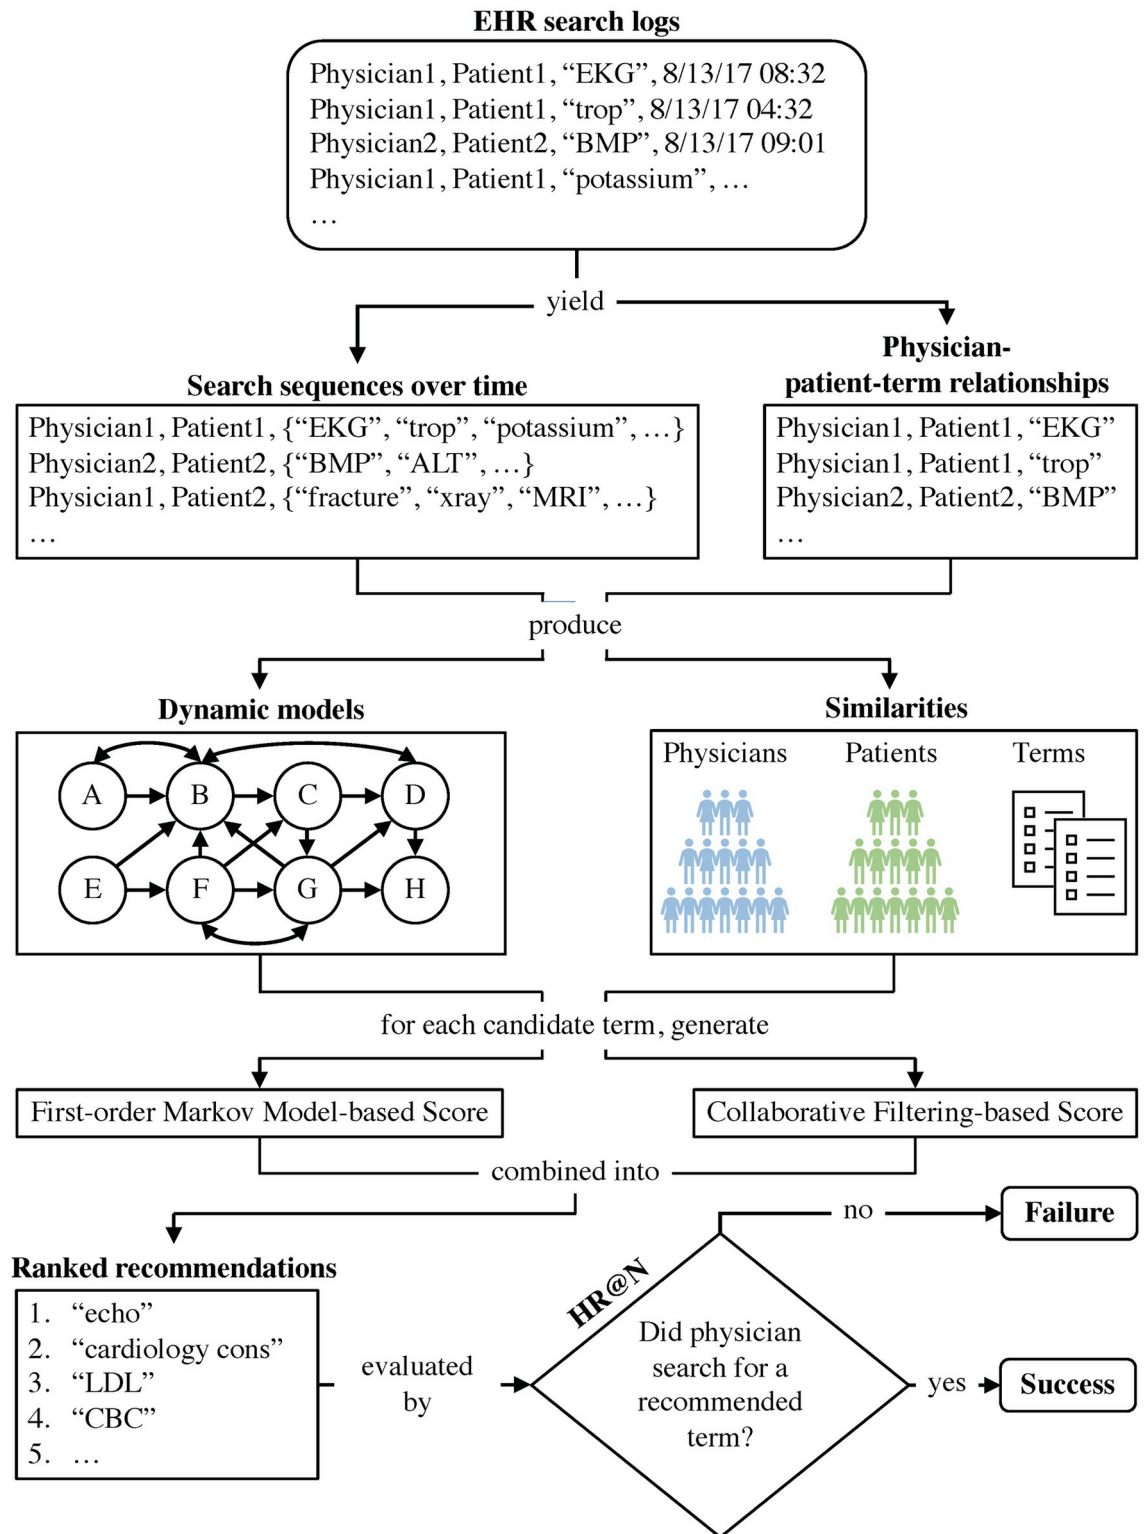 EHR search logs
Physician1, Patient1, “EKG”, 8/13/17 08:32
Physician1, Patient1, “trop”, 8/13/17 04:32
Physician2, Patient2, “BMP”, 8/13/17 09:01
Physician1, Patient1, “potassium”, …
…
yield
Search sequences over time
Physician1, Patient1, {“EKG”, “trop”, “potassium”, …}
Physician2, Patient2, {“BMP”, “ALT”, …}
Physician1, Patient2, {“fracture”, “xray”, “MRI”, …}
…
Physician-
patient-term relationships
Physician1, Patient1, “EKG”
Physician1, Patient1, “trop”
Physician2, Patient2, “BMP”
…
produce
Dynamic models
A
B
C
D
E
F
G
H
Similarities
Physicians
Patients
Terms
for each candidate term, generate
First-order Markov Model-based Score
Collaborative Filtering-based Score
combined into
Ranked recommendations
1. “echo”
2. “cardiology cons”
3. “LDL”
4. “CBC”
5. …
evaluated
by
HR@N
Did physician
search for a
recommended
term?
no
Failure
yes
Success